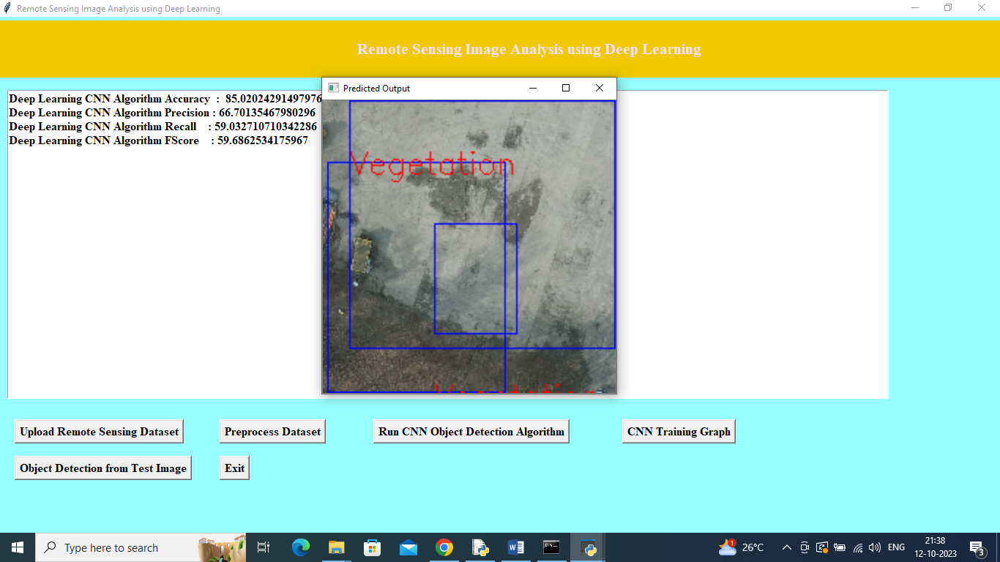 Remote Sensing Image Analysis using Deep Learning
Remote Sensing Image Analysis using Deep Learning
Deep Learning CNN Algorithm Accuracy : 85.02024291497976
Deep Learning CNN Algorithm Precision : 66.70135467980296
Deep Learning CNN Algorithm Recall : 59.032710710342286
Deep Learning CNN Algorithm FScore : 59.6862534175967
Predicted Output
Vegetation
Upload Remote Sensing Dataset
Preprocess Dataset
Run CNN Object Detection Algorithm
CNN Training Graph
Object Detection from Test Image
Exit
Type here to search
1
26°C
ENG
21:38
12-10-2023
3